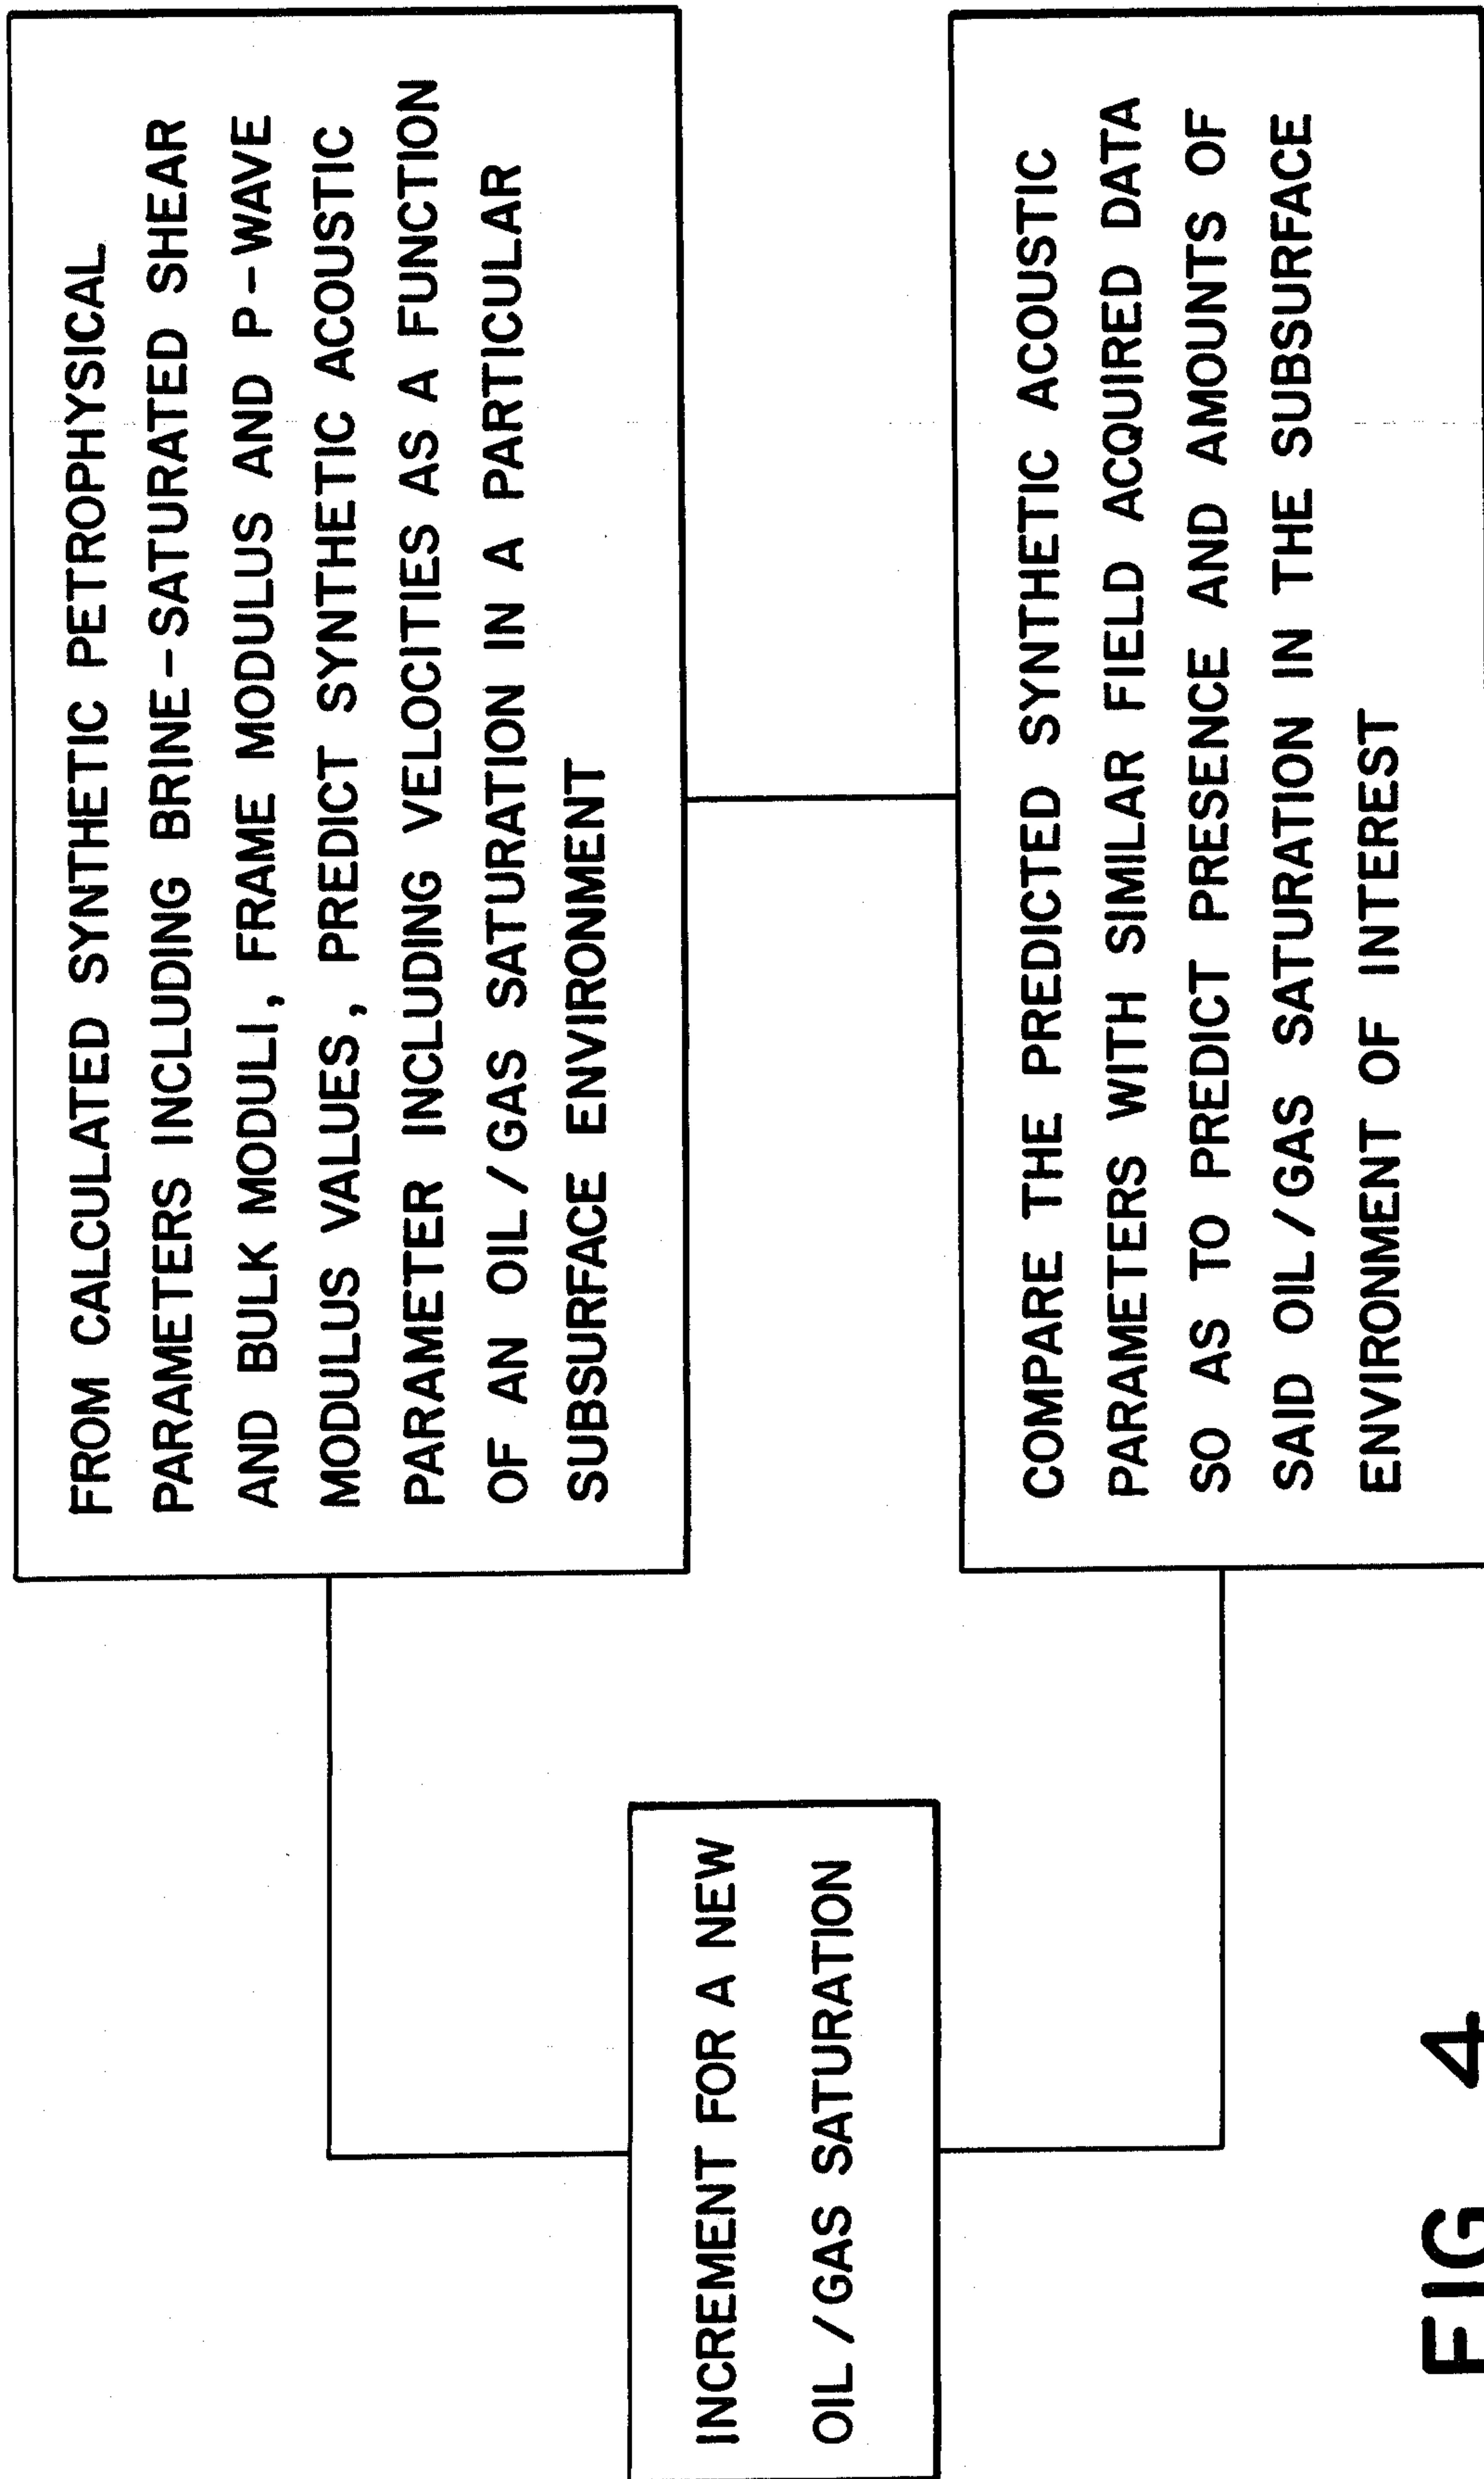 FROM CALCULATED SYNTHETIC PETROPHYSICAL
PARAMETERS INCLUDING BRINE-SATURATED SHEAR
AND BULK MODULI, FRAME MODULUS AND P-WAVE
MODULUS VALUES, PREDICT SYNTHETIC ACOUSTIC
PARAMETER INCLUDING VELOCITIES AS A FUNCTION
OF AN OIL/GAS SATURATION IN A PARTICULAR
SUBSURFACE ENVIRONMENT
INCREMENT FOR A NEW
OIL/GAS SATURATION
COMPARE THE PREDICTED SYNTHETIC ACOUSTIC
PARAMETERS WITH SIMILAR FIELD ACQUIRED DATA
SO AS TO PREDICT PRESENCE AND AMOUNTS OF
SAID OIL/GAS SATURATION IN THE SUBSURFACE
ENVIRONMENT OF INTEREST
FIG 4